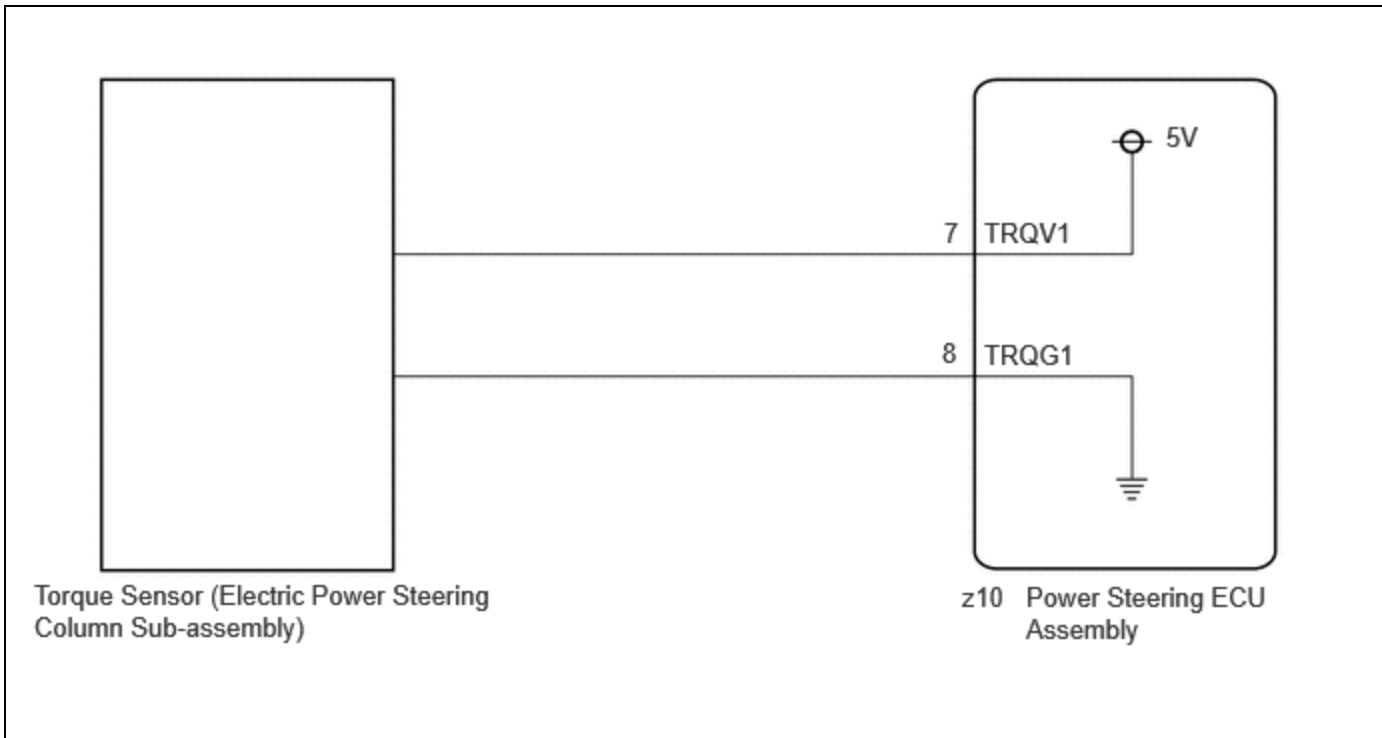 5V
7 TRQV1
8 TRQG1
Torque Sensor (Electric Power Steering
Column Sub-assembly)
z10 Power Steering ECU
Assembly